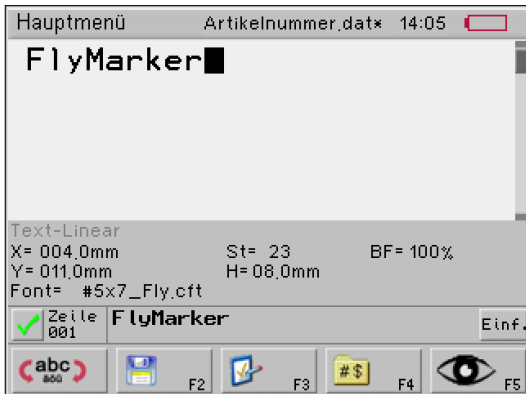 Hauptmenü Artikelnummer.dat* 14:05
FlyMarker
Text-Linear
X= 004.0mm St= 23 BF= 100%
Y= 011.0mm H= 08.0mm
Font= #5x7_Fly.cft
Zeile 001 FlyMarker Einf.
abc F2 F3 #$ F4 F5